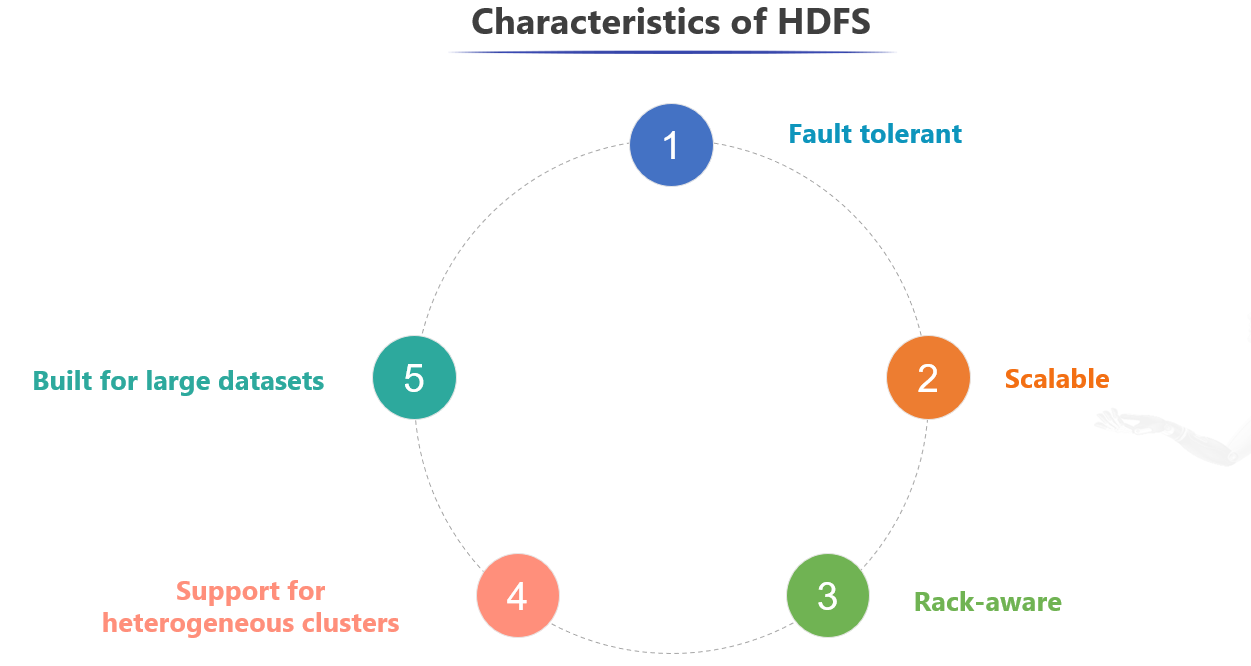 Characteristics of HDFS
1
Fault tolerant
2
Scalable
3
Rack-aware
4
Support for
heterogeneous clusters
5
Built for large datasets